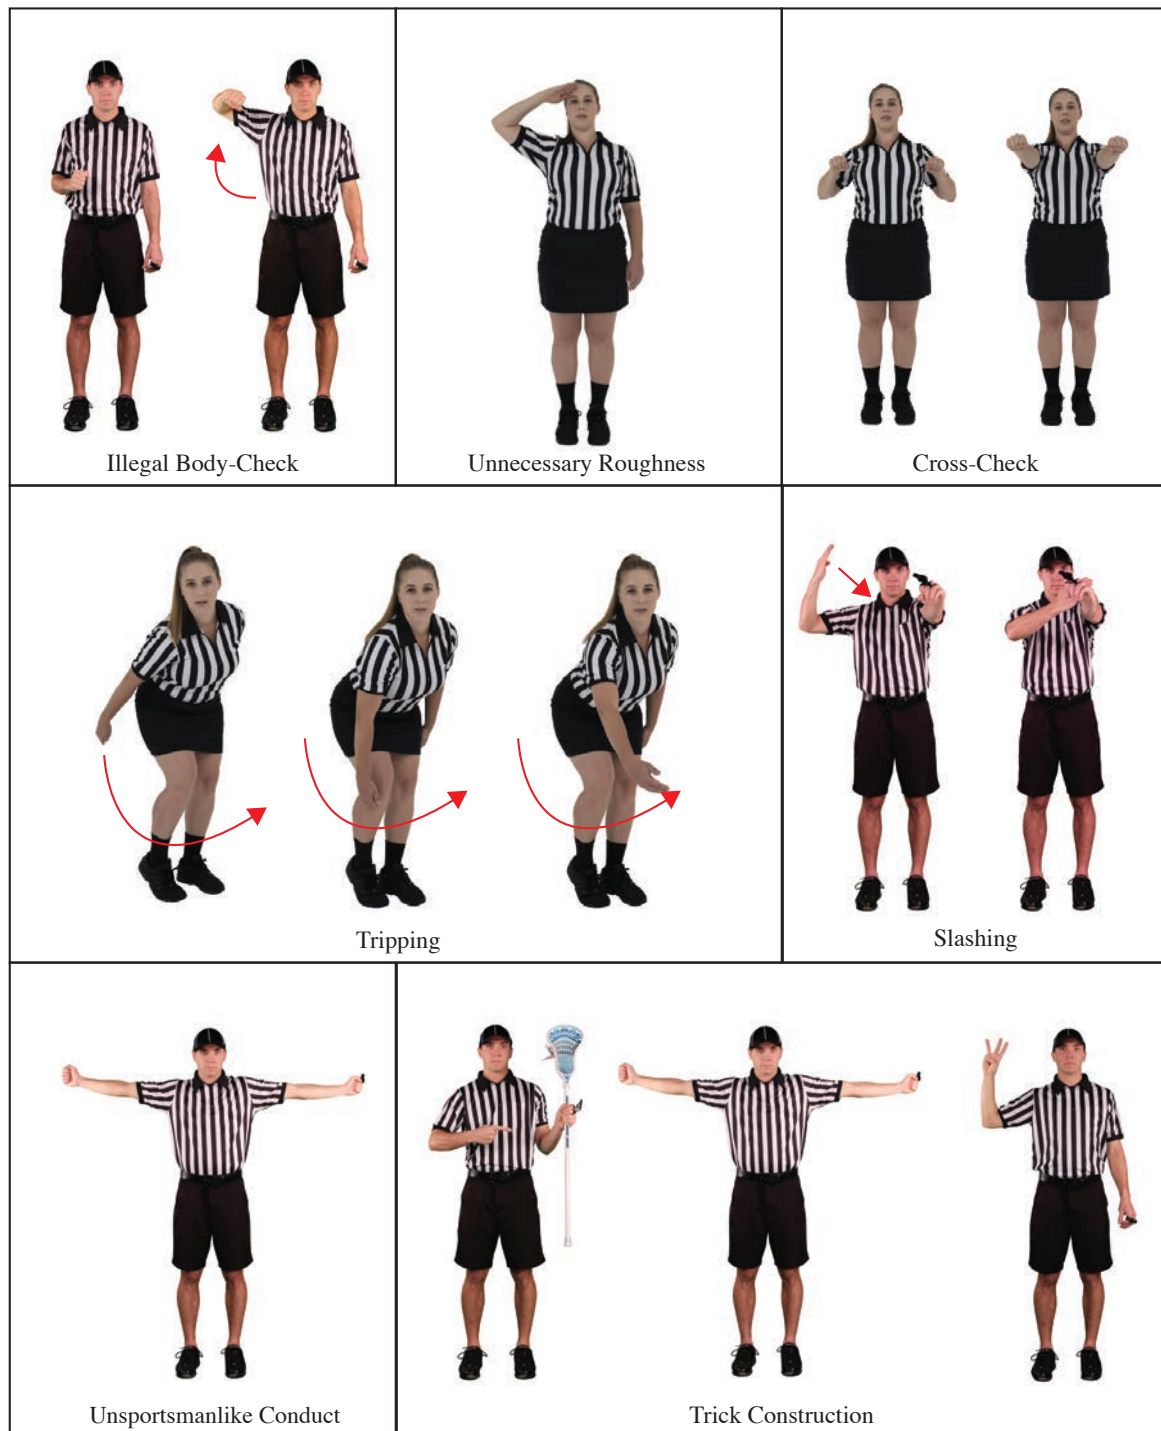 Illegal Body-Check
Unnecessary Roughness
Cross-Check
Tripping
Slashing
Unsportsmanlike Conduct
Trick Construction